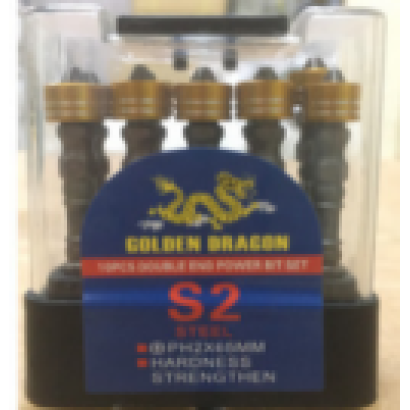 GOLDEN DRAGON
10PCS DOUBLE END POWER BIT SET
S2
STEEL
PH2X65MM
HARDNESS
STRENGTHEN